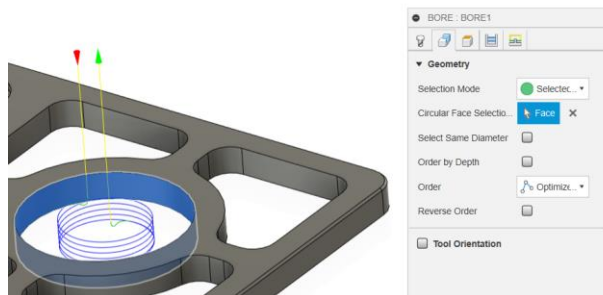 BORE : BORE1
Geometry
Selection Mode Selectec... 
Circular Face Selectio... Face
Select Same Diameter
Order by Depth
Order Optimize...
Reverse Order
Tool Orientation